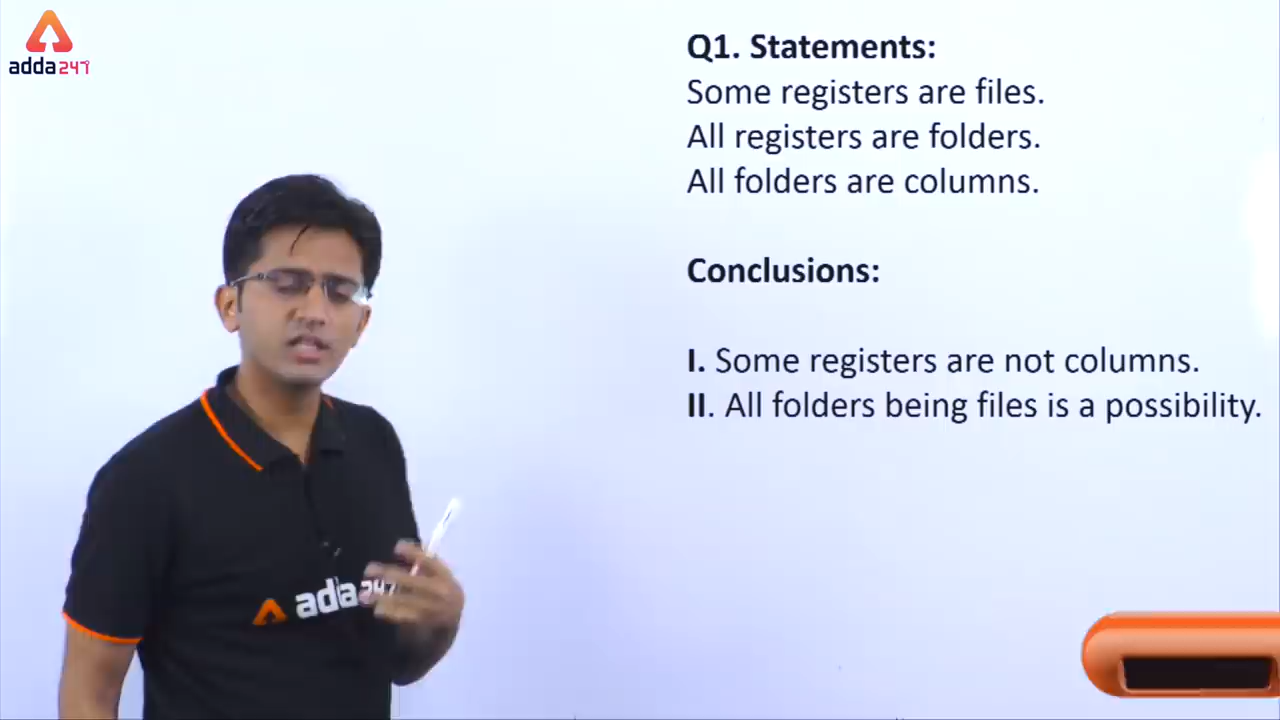 adda247
Q1. Statements:
Some registers are files.
All registers are folders.
All folders are columns.
Conclusions:
I. Some registers are not columns.
II. All folders being files is a possibility.
adda247